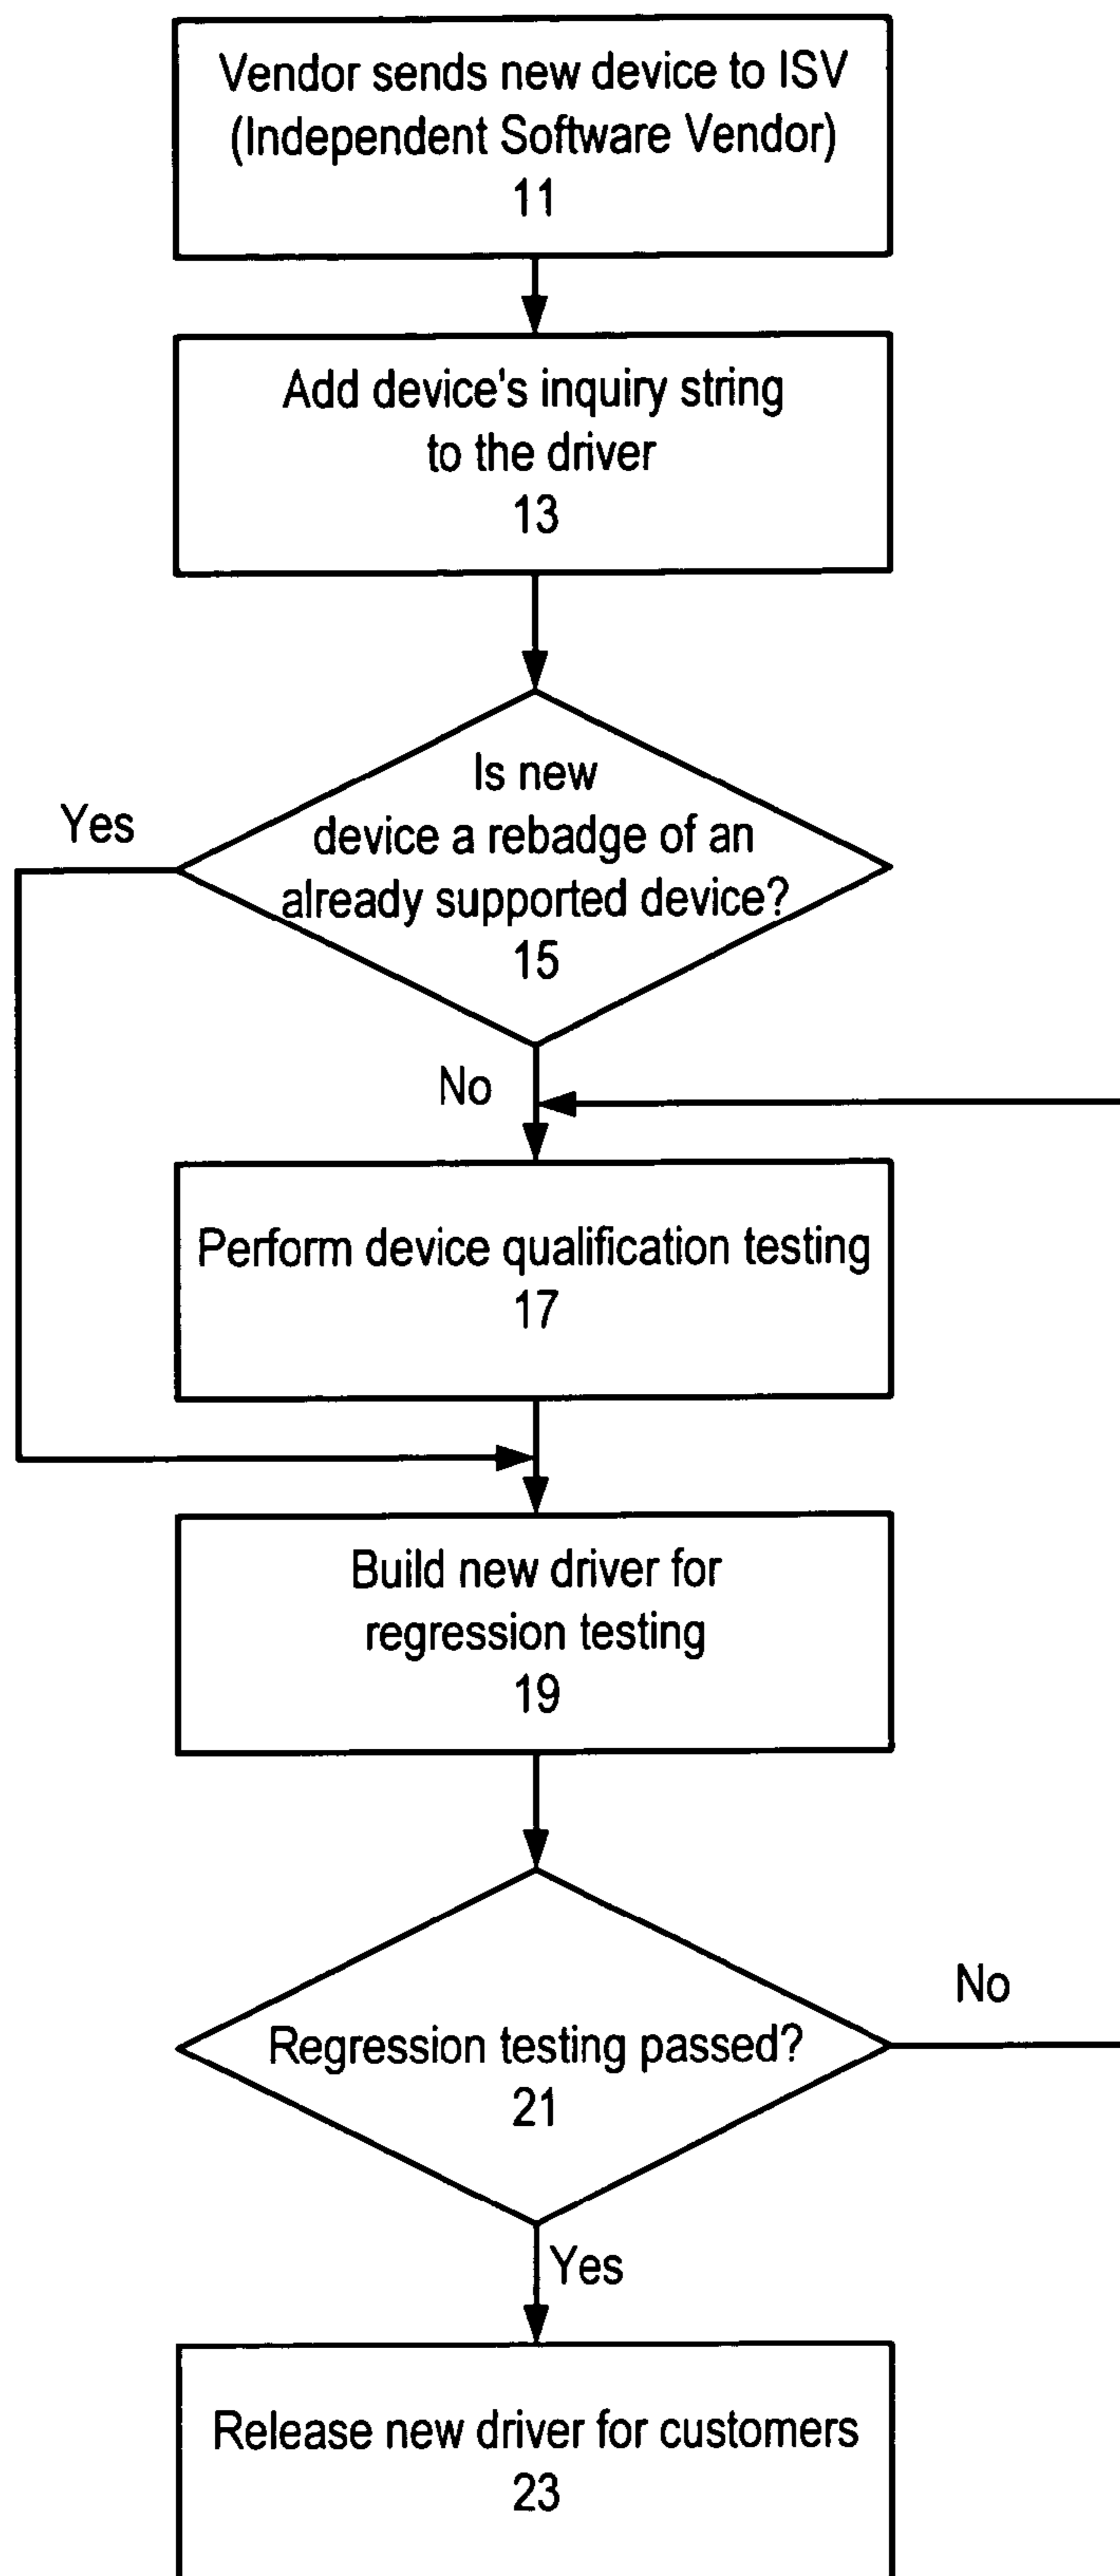 Vendor sends new device to ISV
(Independent Software Vendor)
11
Add device's inquiry string
to the driver
13
Is new
device a rebadge of an
already supported device?
15
Yes
No
Perform device qualification testing
17
Build new driver for
regression testing
19
Regression testing passed?
21
No
Yes
Release new driver for customers
23